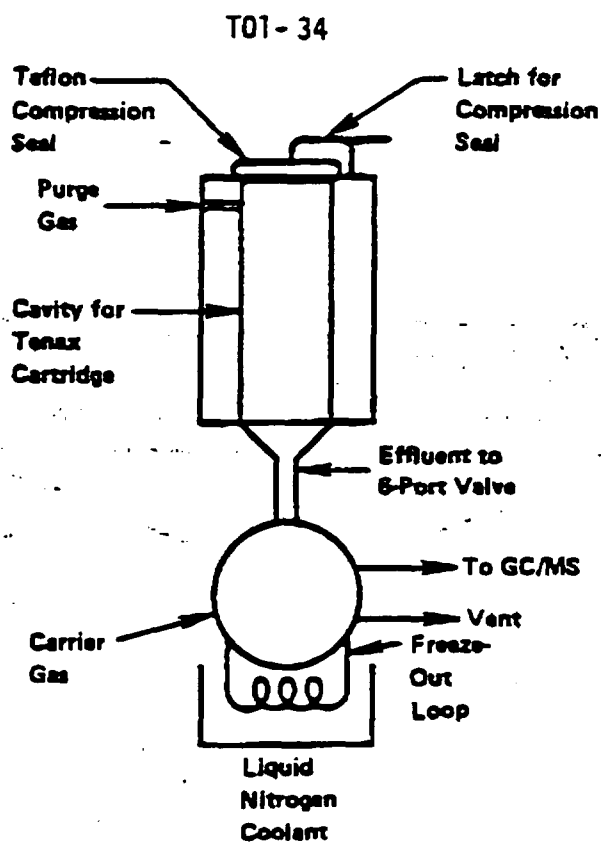 TO1-34
Teflon
Compression
Seal
Latch for
Compression
Seal
Purge
Gas
Cavity for
Tenax
Cartridge
Effluent to
6-Port Valve
To GC/MS
Vent
Carrier
Gas
Freeze-
Out
Loop
Liquid
Nitrogen
Coolant